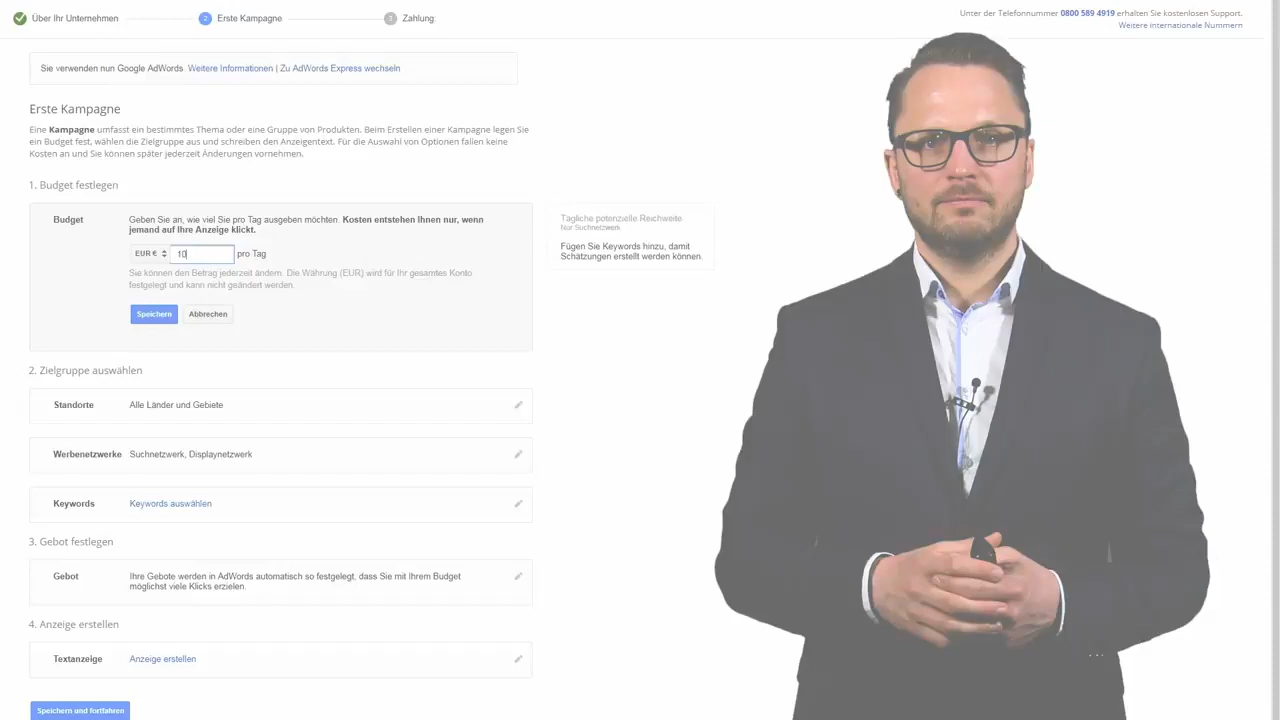 Über Ihr Unternehmen
2 Erste Kampagne
3 Zahlung
Unter der Telefonnummer 0800 589 4919 erhalten Sie kostenlosen Support.
Weitere internationale Nummern
Sie verwenden nun Google AdWords. Weitere Informationen | Zu AdWords Express wechseln
Erste Kampagne
Eine Kampagne umfasst ein bestimmtes Thema oder eine Gruppe von Produkten. Beim Erstellen einer Kampagne legen Sie
ein Budget fest, wählen die Zielgruppe aus und schreiben den Anzeigentext. Für die Auswahl von Optionen fallen keine
Kosten an und Sie können später jederzeit Änderungen vornehmen.
1. Budget festlegen
Budget
Geben Sie an, wie viel Sie pro Tag ausgeben möchten. Kosten entstehen Ihnen nur, wenn
jemand auf Ihre Anzeige klickt.
EUR € 10 pro Tag
Sie können den Betrag jederzeit ändern. Die Währung (EUR) wird für Ihr gesamtes Konto
festgelegt und kann nicht geändert werden.
Speichern Abbrechen
Tägliche potenzielle Reichweite
Nur Suchnetzwerk
Fügen Sie Keywords hinzu, damit
Schätzungen erstellt werden können.
2. Zielgruppe auswählen
Standorte Alle Länder und Gebiete
Werbenetzwerke Suchnetzwerk, Displaynetzwerk
Keywords Keywords auswählen
3. Gebot festlegen
Gebot Ihre Gebote werden in AdWords automatisch so festgelegt, dass Sie mit Ihrem Budget
möglichst viele Klicks erzielen.
4. Anzeige erstellen
Textanzeige Anzeige erstellen
Speichern und fortfahren